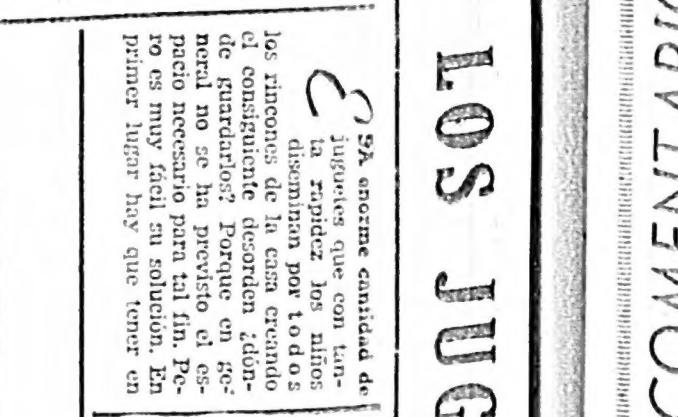 COMENTARIO
LOS JUG
ESA enorme cantidad de
juguetes que con tan-
ta rapidez los niños
diseminan por todos
los rincones de la casa creando
el consiguiente desorden ¿dón-
de guardarlos? Porque en ge-
neral no se ha previsto el es-
pacio necesario para tal fin. Pe-
ro es muy fácil su solución. En
primer lugar hay que tener en